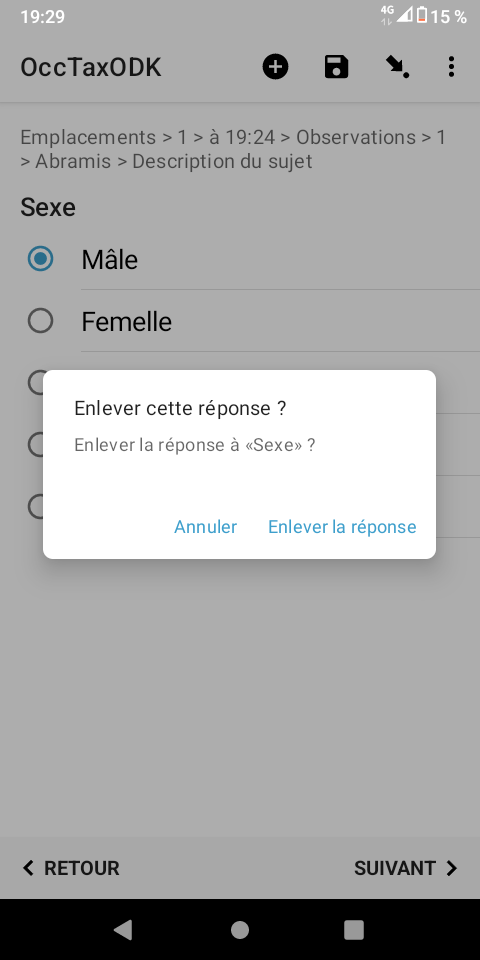 19:29
4G
15 %
OccTaxODK
Emplacements > 1 > à 19:24 > Observations > 1
> Abramis > Description du sujet
Sexe
Mâle
Femelle
Enlever cette réponse ?
Enlever la réponse à «Sexe» ?
Annuler
Enlever la réponse
RETOUR
SUIVANT